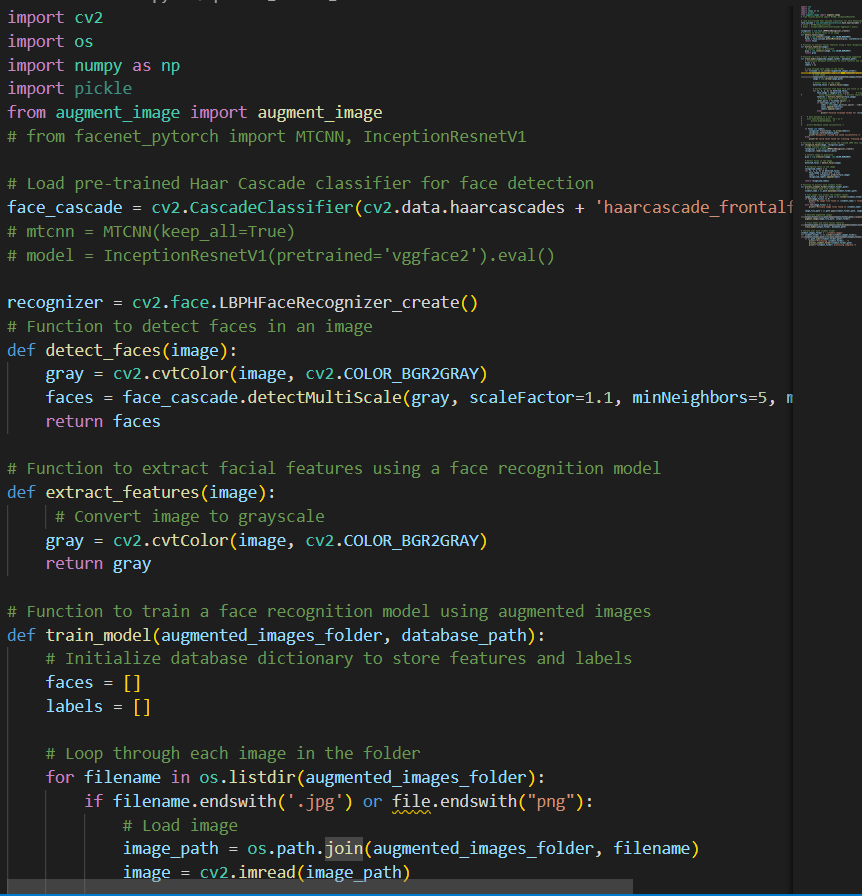 import cv2
import os
import numpy as np
import pickle
from augment_image import augment_image
# from facenet_pytorch import MTCNN, InceptionResnetV1
# Load pre-trained Haar Cascade classifier for face detection
face_cascade = cv2.CascadeClassifier(cv2.data.haarcascades + 'haarcascade_frontalf
# mtcnn = MTCNN(keep_all=True)
# model = InceptionResnetV1(pretrained='vggface2').eval()
recognizer = cv2.face.LBPHFaceRecognizer_create()
# Function to detect faces in an image
def detect_faces(image):
    gray = cv2.cvtColor(image, cv2.COLOR_BGR2GRAY)
    faces = face_cascade.detectMultiScale(gray, scaleFactor=1.1, minNeighbors=5, m
    return faces
# Function to extract facial features using a face recognition model
def extract_features(image):
     # Convert image to grayscale
    gray = cv2.cvtColor(image, cv2.COLOR_BGR2GRAY)
    return gray
# Function to train a face recognition model using augmented images
def train_model(augmented_images_folder, database_path):
    # Initialize database dictionary to store features and labels
    faces = []
    labels = []
    # Loop through each image in the folder
    for filename in os.listdir(augmented_images_folder):
        if filename.endswith('.jpg') or file.endswith("png"):
            # Load image
            image_path = os.path.join(augmented_images_folder, filename)
            image = cv2.imread(image_path)